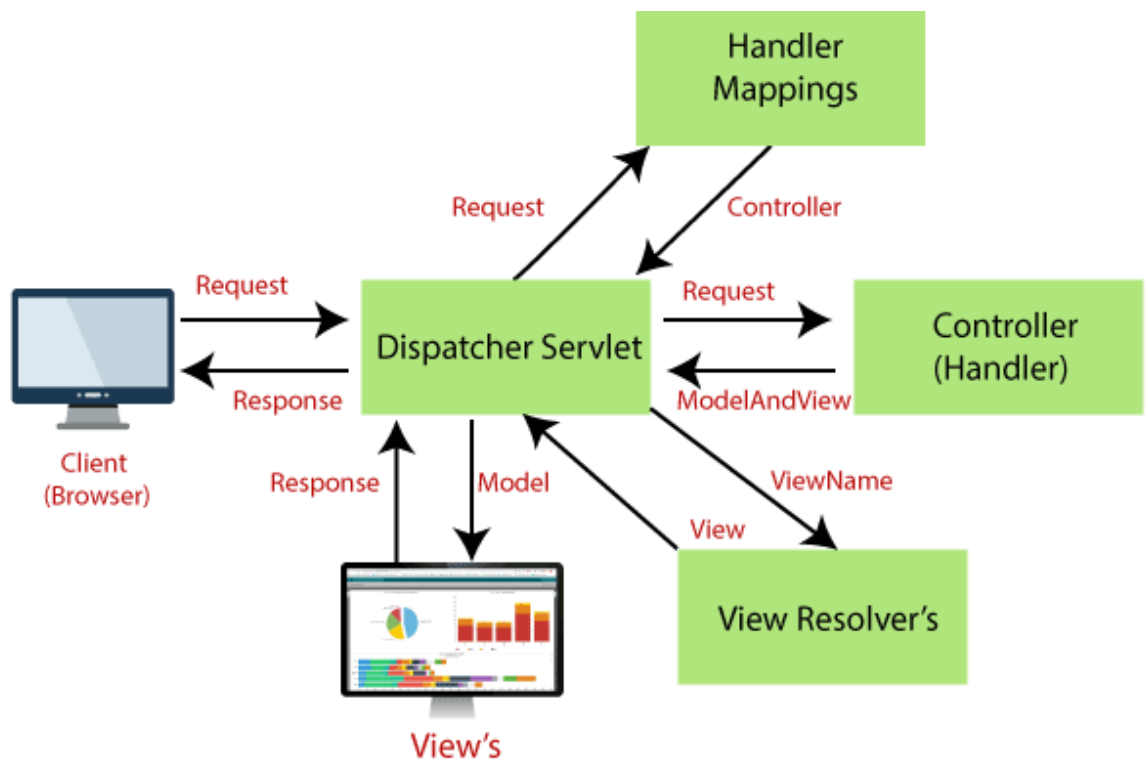 Handler
Mappings
Request
Controller
Request
Request
Dispatcher Servlet
Controller
(Handler)
Response
ModelAndView
Client
(Browser)
Response
Model
ViewName
View
View Resolver’s
View's